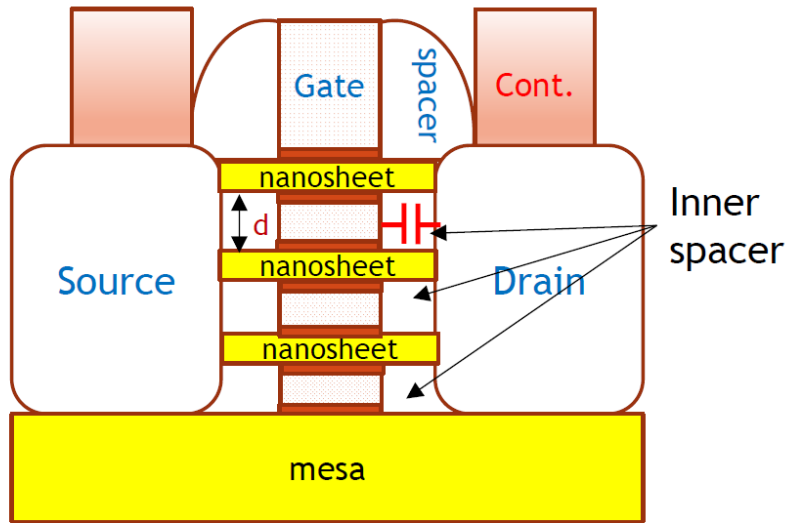 Gate
spacer
Cont.
nanosheet
d
Inner
spacer
nanosheet
Source
Drain
nanosheet
mesa